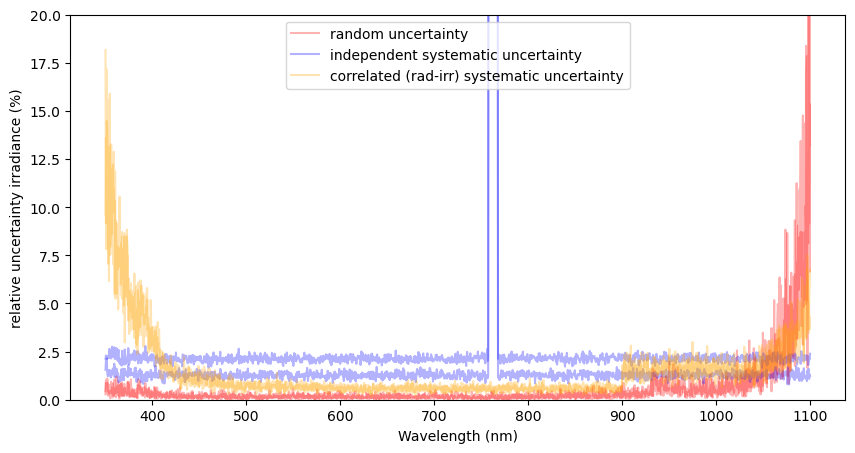 random uncertainty
independent systematic uncertainty
correlated (rad-irr) systematic uncertainty
relative uncertainty irradiance (%)
20.0
17.5
15.0
12.5
10.0
7.5
5.0
2.5
0.0
400 500 600 700 800 900 1000 1100
Wavelength (nm)